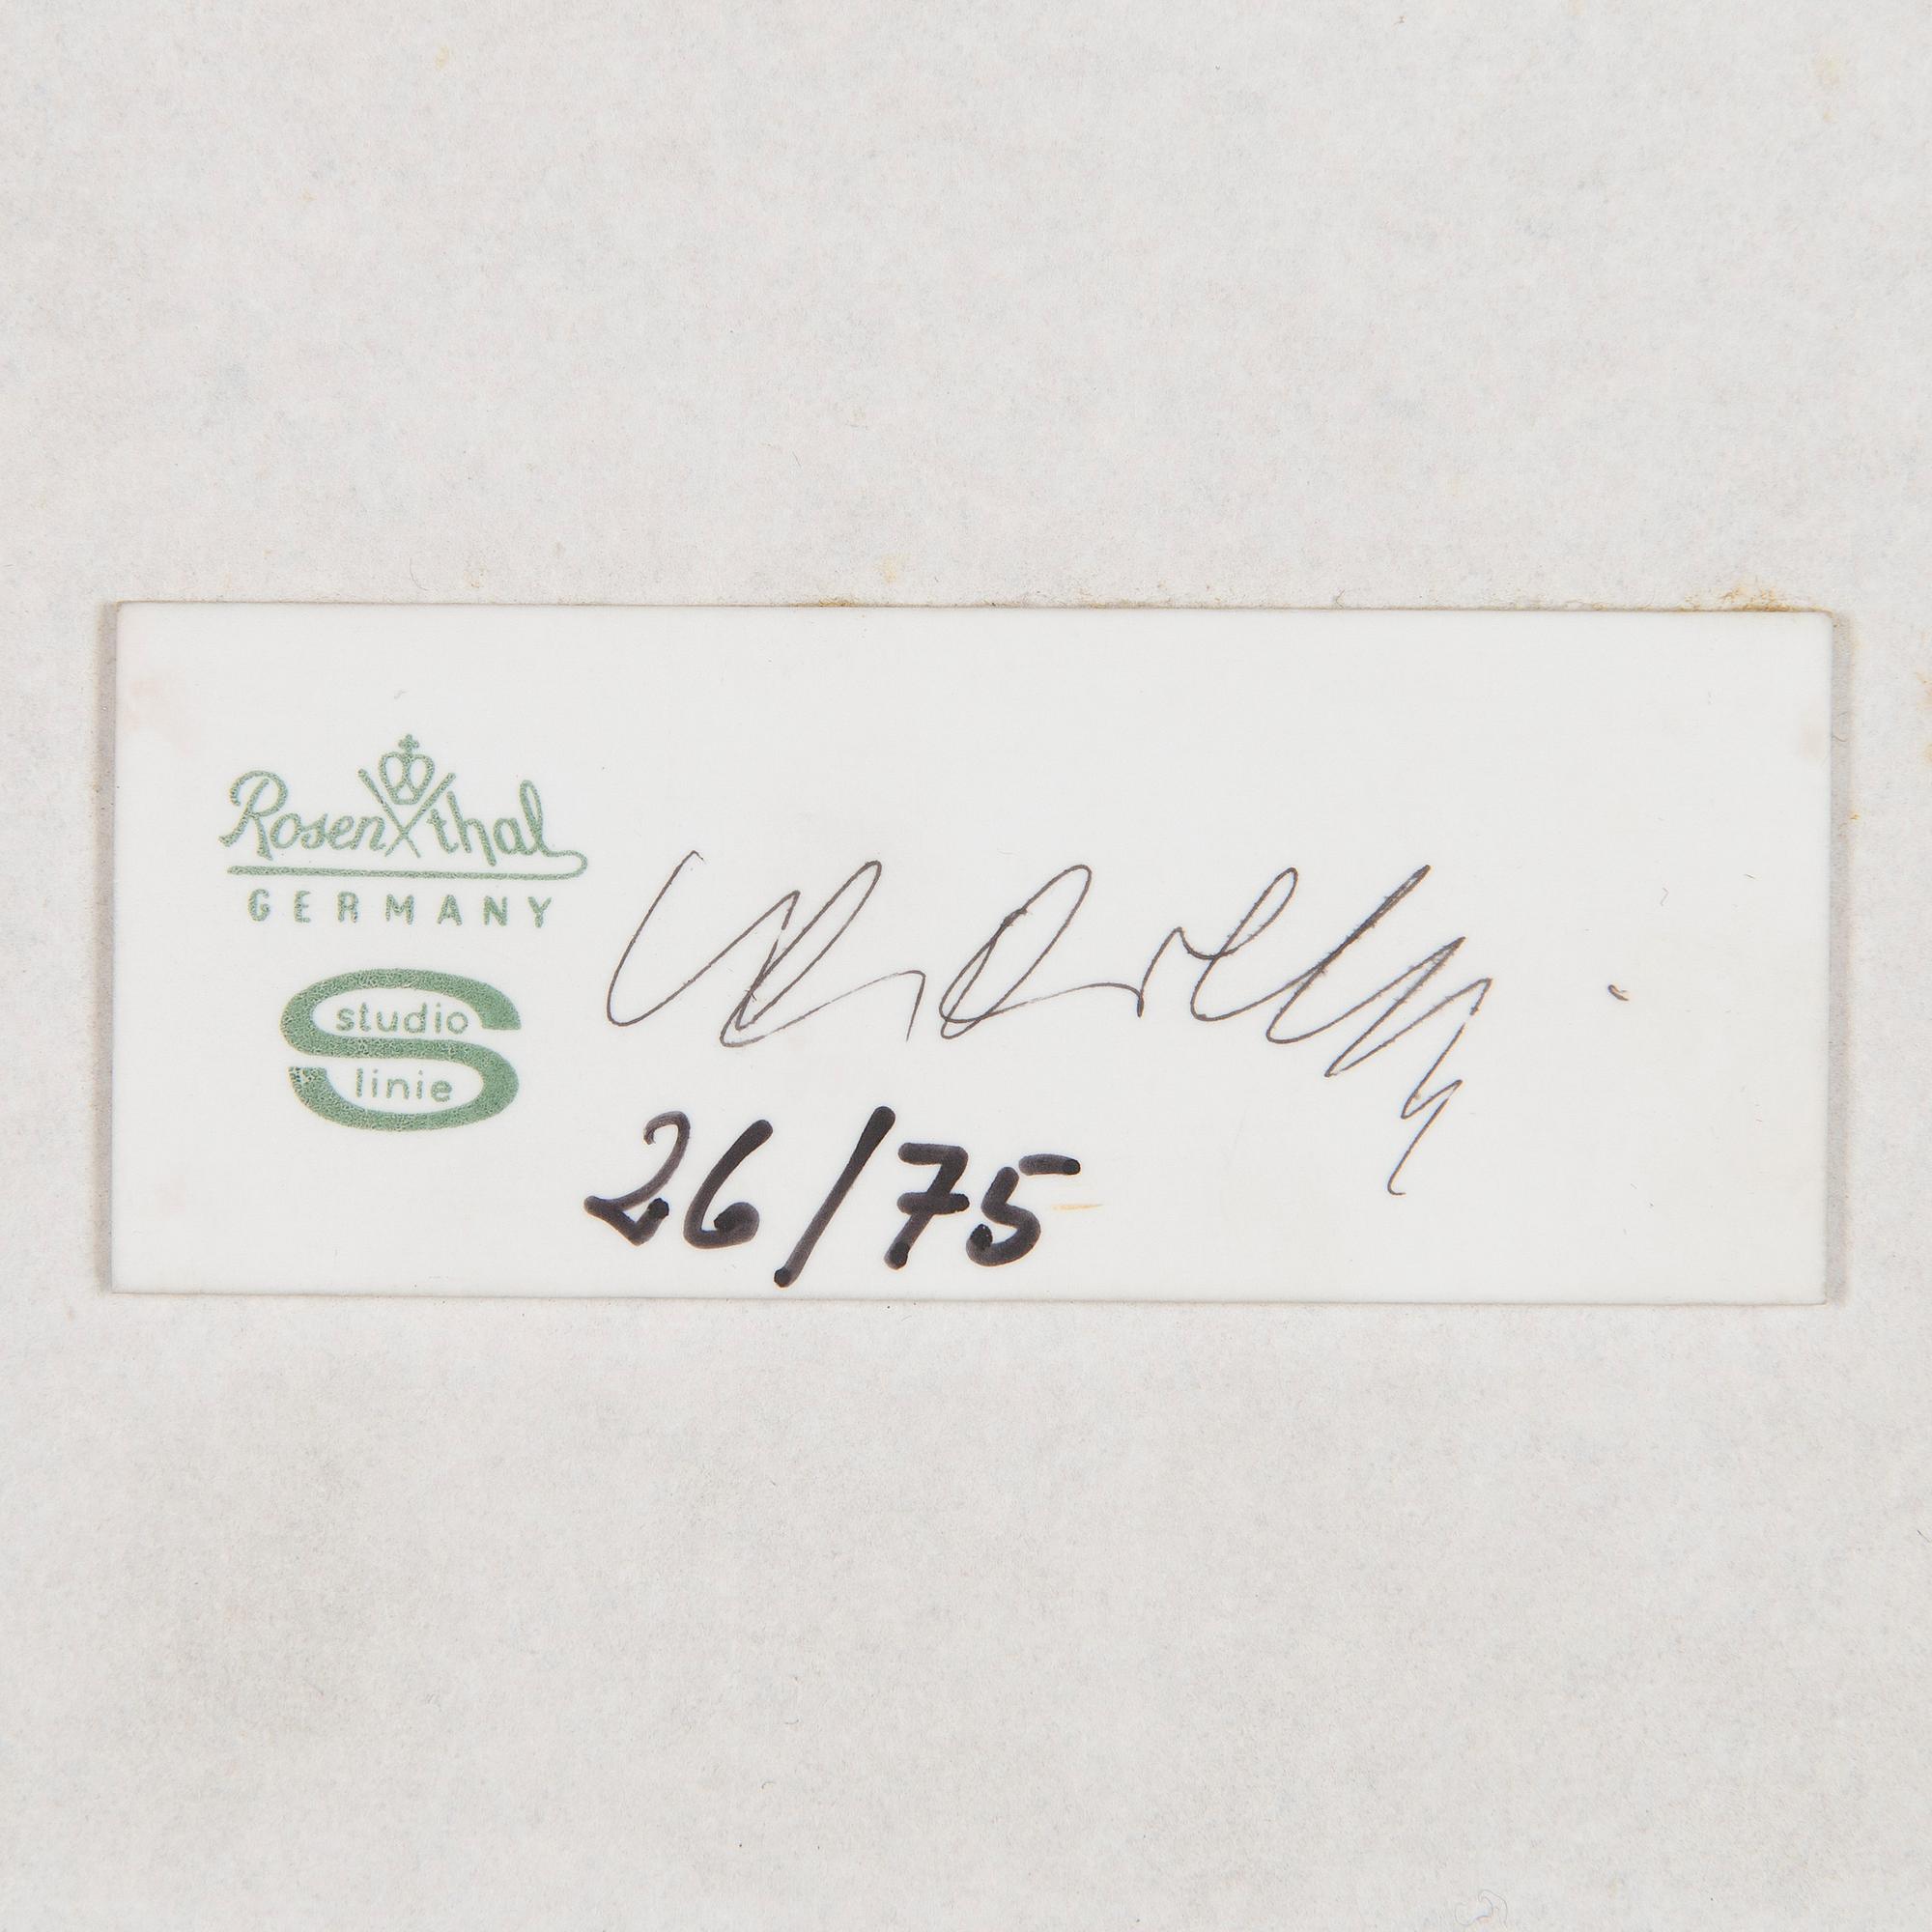 Rosenthal
GERMANY
studio
linie
26/75